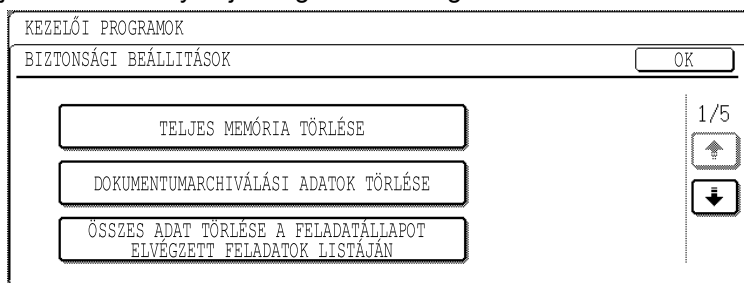 KEZELŐI PROGRAMOK
BIZTONSÁGI BEÁLLITÁSOK
OK
TELJES MEMÓRIA TÖRLÉSE
1/5
DOKUMENTUMARCHIVÁLÁSI ADATOK TÖRLÉSE
ÖSSZES ADAT TÖRLÉSE A FELADATÁLLAPOT
ELVÉGZETT FELADATOK LISTÁJÁN